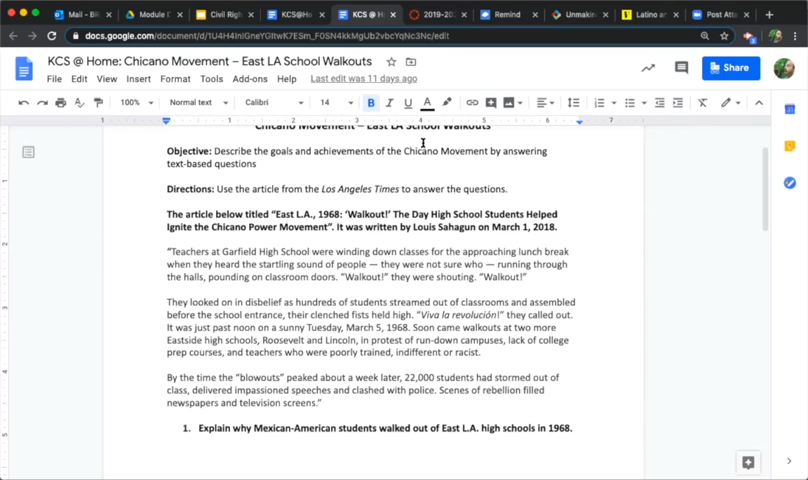 Mail - BR
Module D
Civil Righ
KCS@Ho
KCS @ H
2019-202
Remind
Unmakin
Latino an
Post Atta
docs.google.com/document/d/1U4H4nIGneYGItwK7ESm_F0SN4kkMgUb2vbcYqNc3Nc/edit
KCS @ Home: Chicano Movement – East LA School Walkouts
File Edit View Insert Format Tools Add-ons Help Last edit was 11 days ago
Share
100% Normal text Calibri 14 B I U A
1 1 2 3 4 5 6 7
Chicano Movement – East LA School Walkouts
Objective: Describe the goals and achievements of the Chicano Movement by answering
text-based questions
Directions: Use the article from the Los Angeles Times to answer the questions.
The article below titled “East L.A., 1968: ‘Walkout!’ The Day High School Students Helped
Ignite the Chicano Power Movement”. It was written by Louis Sahagun on March 1, 2018.
“Teachers at Garfield High School were winding down classes for the approaching lunch break
when they heard the startling sound of people — they were not sure who — running through
the halls, pounding on classroom doors. “Walkout!” they were shouting. “Walkout!”
They looked on in disbelief as hundreds of students streamed out of classrooms and assembled
before the school entrance, their clenched fists held high. “Viva la revolución!” they called out.
It was just past noon on a sunny Tuesday, March 5, 1968. Soon came walkouts at two more
Eastside high schools, Roosevelt and Lincoln, in protest of run-down campuses, lack of college
prep courses, and teachers who were poorly trained, indifferent or racist.
By the time the “blowouts” peaked about a week later, 22,000 students had stormed out of
class, delivered impassioned speeches and clashed with police. Scenes of rebellion filled
newspapers and television screens.”
1. Explain why Mexican-American students walked out of East L.A. high schools in 1968.